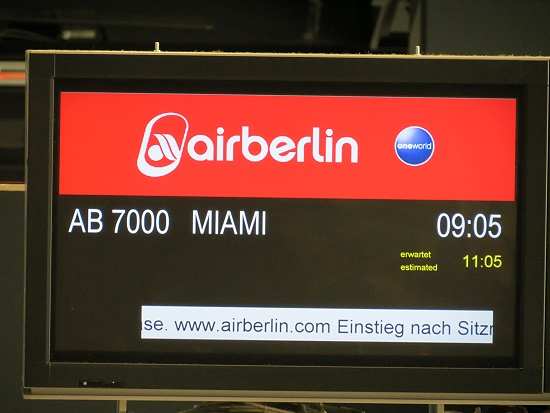 airberlin
oneworld
AB 7000 MIAMI 09:05
erwartet
estimated 11:05
se. www.airberlin.com Einstieg nach Sitz